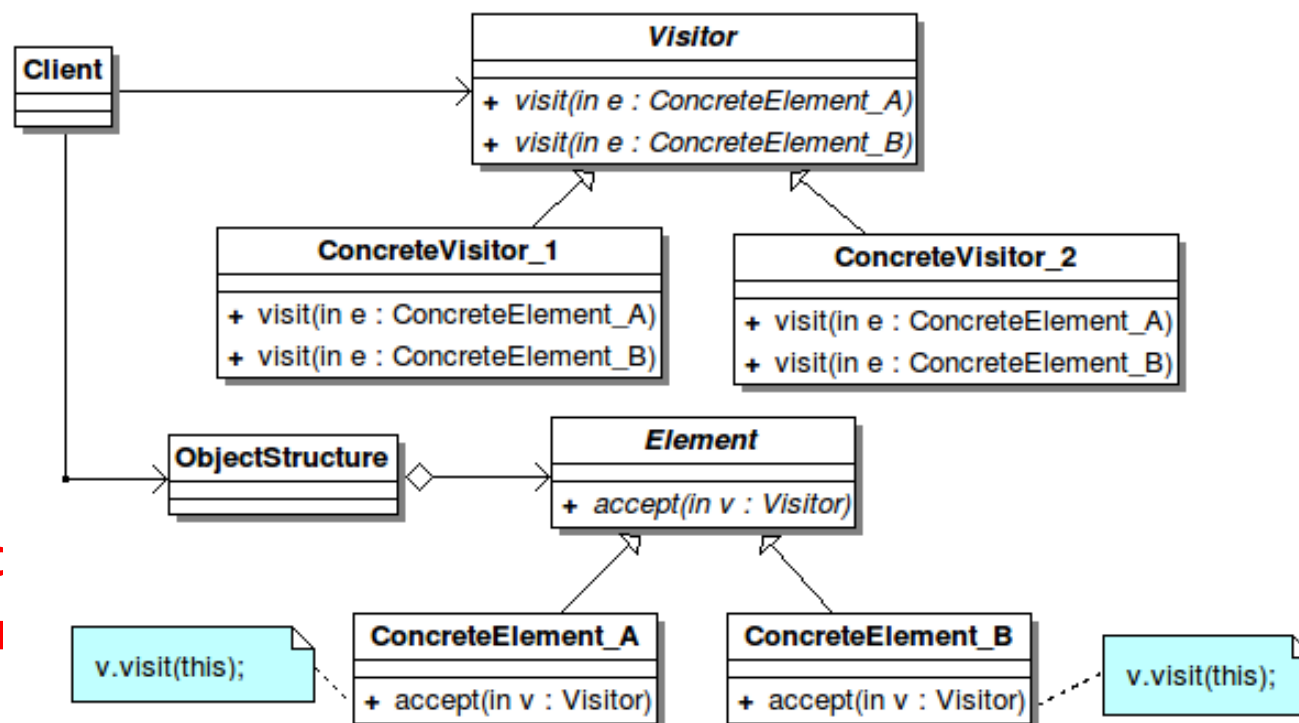 Visitor
Client
+ visit(in e : ConcreteElement_A)
+ visit(in e : ConcreteElement_B)
ConcreteVisitor_1
+ visit(in e : ConcreteElement_A)
+ visit(in e : ConcreteElement_B)
ConcreteVisitor_2
+ visit(in e : ConcreteElement_A)
+ visit(in e : ConcreteElement_B)
ObjectStructure
Element
+ accept(in v : Visitor)
ConcreteElement_A
+ accept(in v : Visitor)
v.visit(this);
ConcreteElement_B
+ accept(in v : Visitor)
v.visit(this);